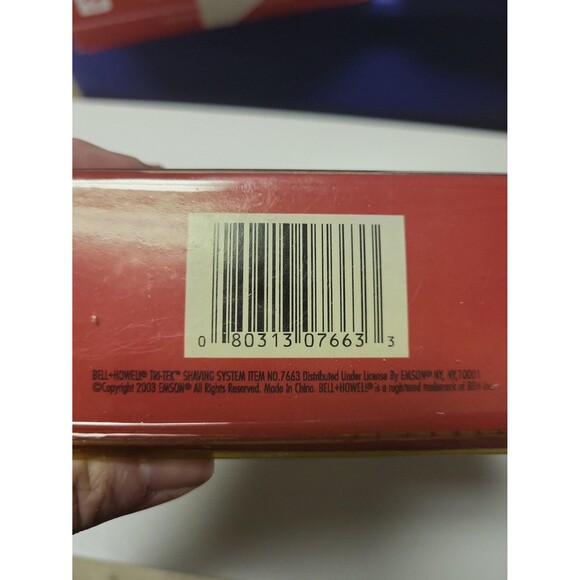 0 80313 07663 3
BELL+HOWELL® TRI-TEK™ SHAVING SYSTEM ITEM NO.7663 Distributed Under License By EMSON® NY, NY,10001
©Copyright 2003 EMSON® All Rights Reserved. Made In China. BELL+HOWELL® is a registered trademark of B&H Inc.